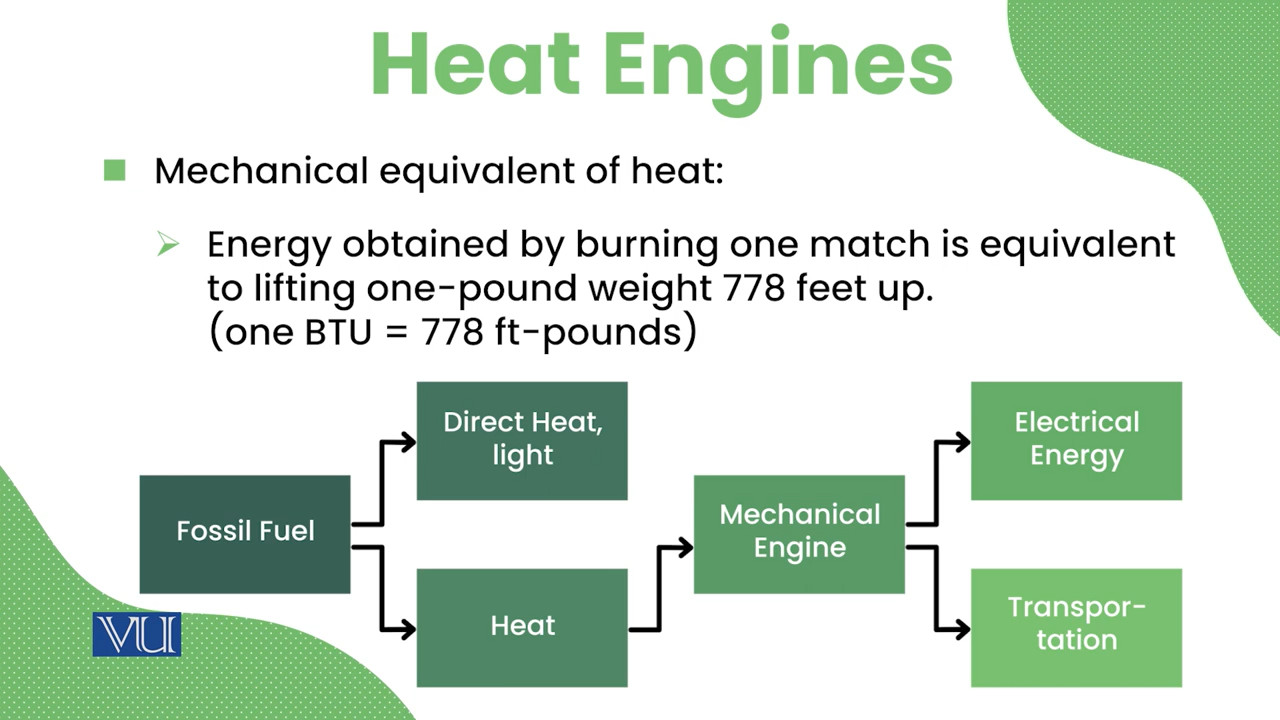 Heat Engines
Mechanical equivalent of heat:
Energy obtained by burning one match is equivalent
to lifting one-pound weight 778 feet up.
(one BTU = 778 ft-pounds)
Direct Heat,
light
Electrical
Energy
Fossil Fuel
Mechanical
Engine
Heat
Transpor-
tation
VU